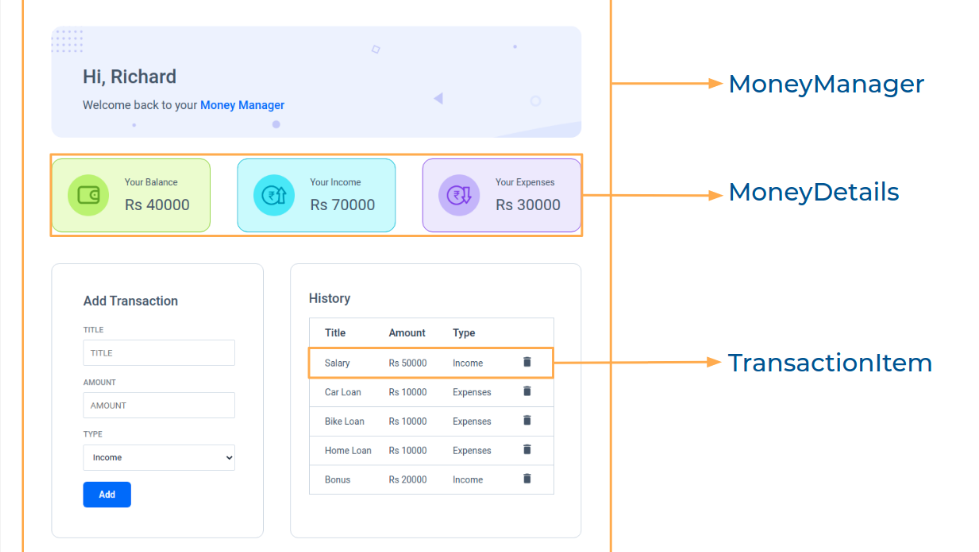 Hi, Richard
Welcome back to your Money Manager
MoneyManager
Your Balance
Rs 40000
Your Income
Rs 70000
Your Expenses
Rs 30000
MoneyDetails
Add Transaction
TITLE
TITLE
AMOUNT
AMOUNT
TYPE
Income
Add
History
Title Amount Type
Salary Rs 50000 Income
Car Loan Rs 10000 Expenses
Bike Loan Rs 10000 Expenses
Home Loan Rs 10000 Expenses
Bonus Rs 20000 Income
TransactionItem